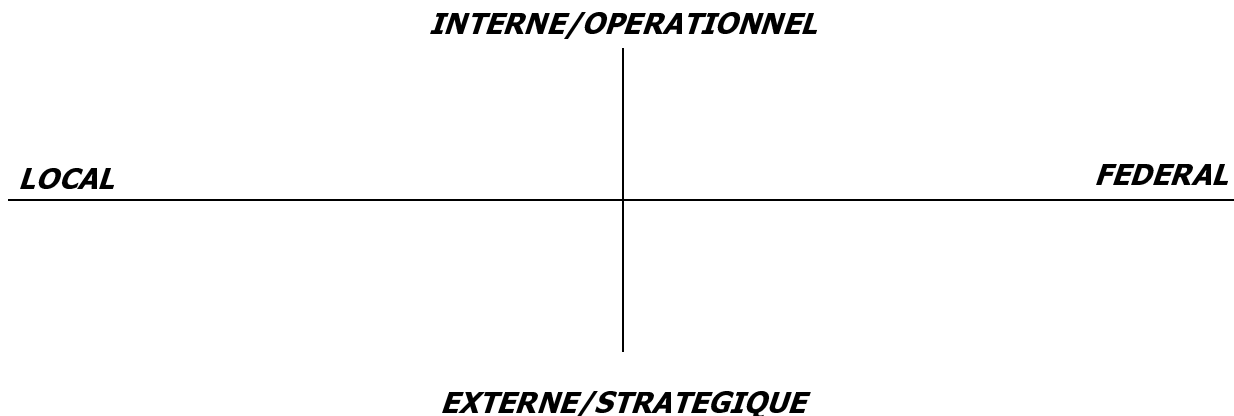 INTERNE/OPERATIONNEL
LOCAL
FEDERAL
EXTERNE/STRATEGIQUE